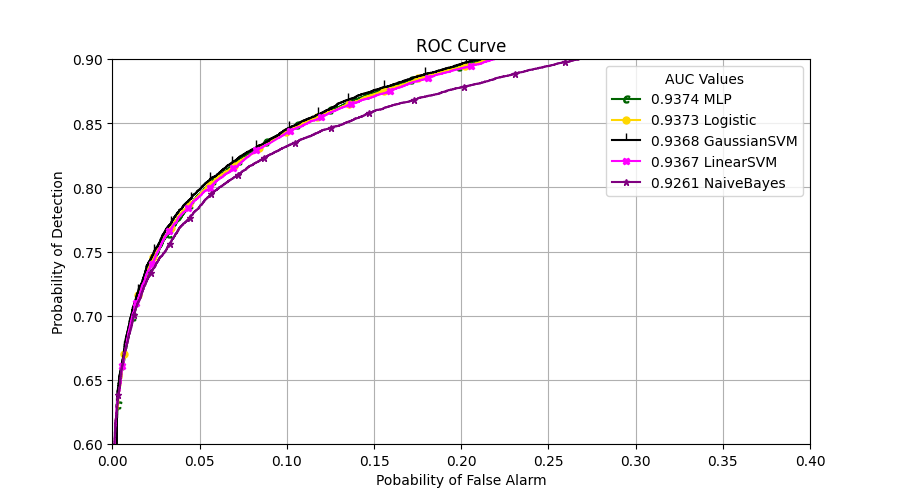 ROC Curve
0.90
0.85
0.80
0.75
0.70
0.65
0.60
Probability of Detection
AUC Values
0.9374 MLP
0.9373 Logistic
0.9368 GaussianSVM
0.9367 LinearSVM
0.9261 NaiveBayes
0.00 0.05 0.10 0.15 0.20 0.25 0.30 0.35 0.40
Pobability of False Alarm